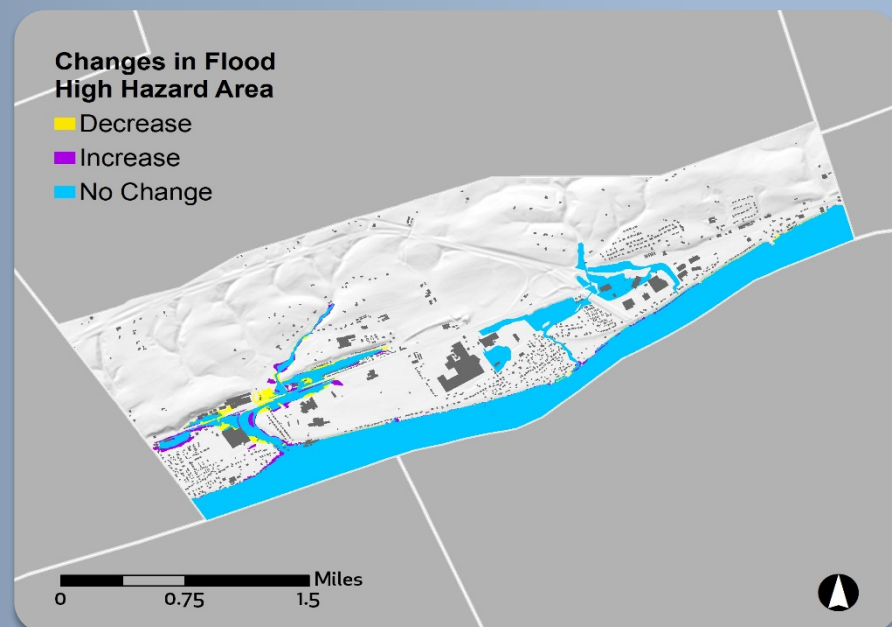 Changes in Flood
High Hazard Area
Decrease
Increase
No Change
Miles
0 0.75 1.5